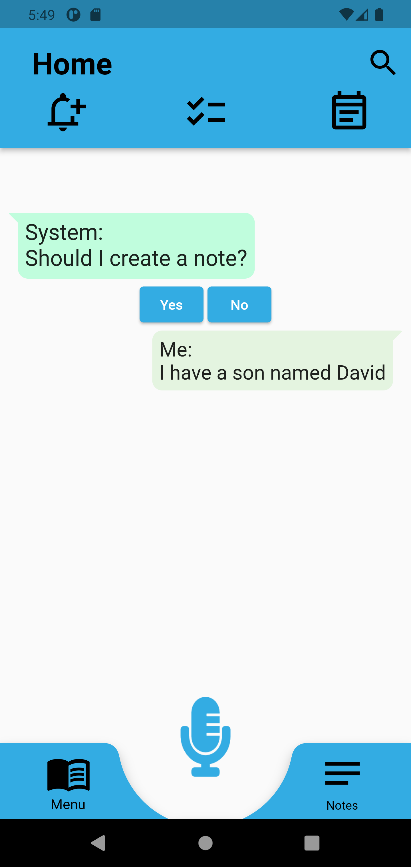 5:49
Home
System:
Should I create a note?
Yes No
Me:
I have a son named David
Menu
Notes